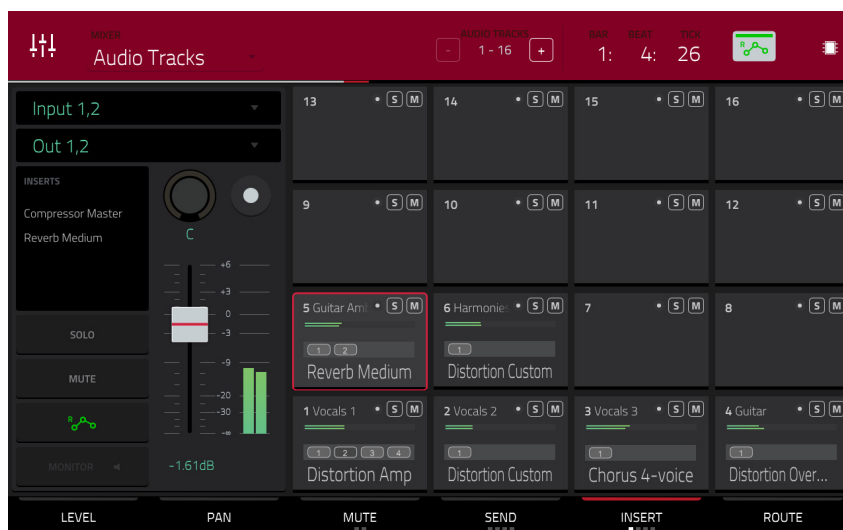 MIXER
Audio Tracks
AUDIO TRACKS
- 1 - 16 +
BAR BEAT TICK
1: 4: 26
R
Input 1,2
Out 1,2
INSERTS
Compressor Master
Reverb Medium
C
+6
+3
0
-3
-9
-20
-30
-∞
SOLO
MUTE
R
MONITOR
-1.61dB
13 S M
14 S M
15 S M
16 S M
9 S M
10 S M
11 S M
12 S M
5 Guitar Am S M
1 2
Reverb Medium
6 Harmonie S M
1
Distortion Custom
7 S M
8 S M
1 Vocals 1 S M
1 2 3 4
Distortion Amp
2 Vocals 2 S M
1
Distortion Custom
3 Vocals 3 S M
1
Chorus 4-voice
4 Guitar S M
1
Distortion Over...
LEVEL PAN MUTE SEND INSERT ROUTE